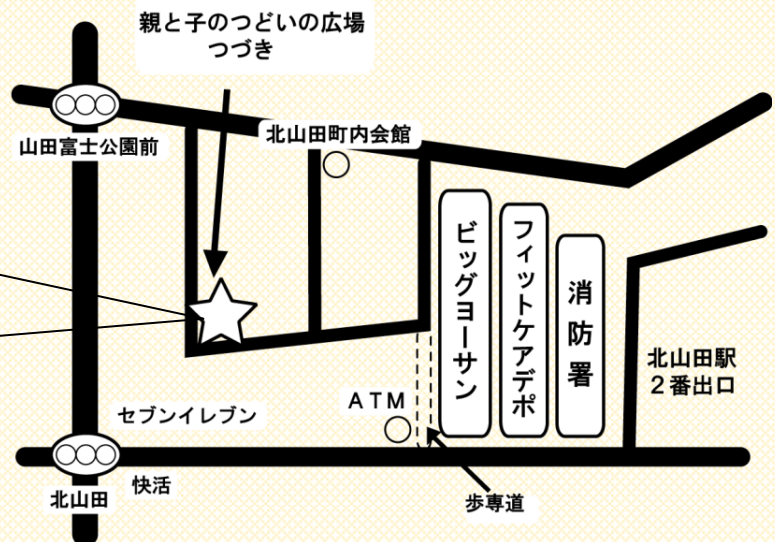 親と子のつどいの広場
つづき
山田富士公園前
北山田町内会館
ビッグヨーサン
フィットケアデポ
消防署
北山田駅
2番出口
ATM
セブンイレブン
北山田
快活
歩専道